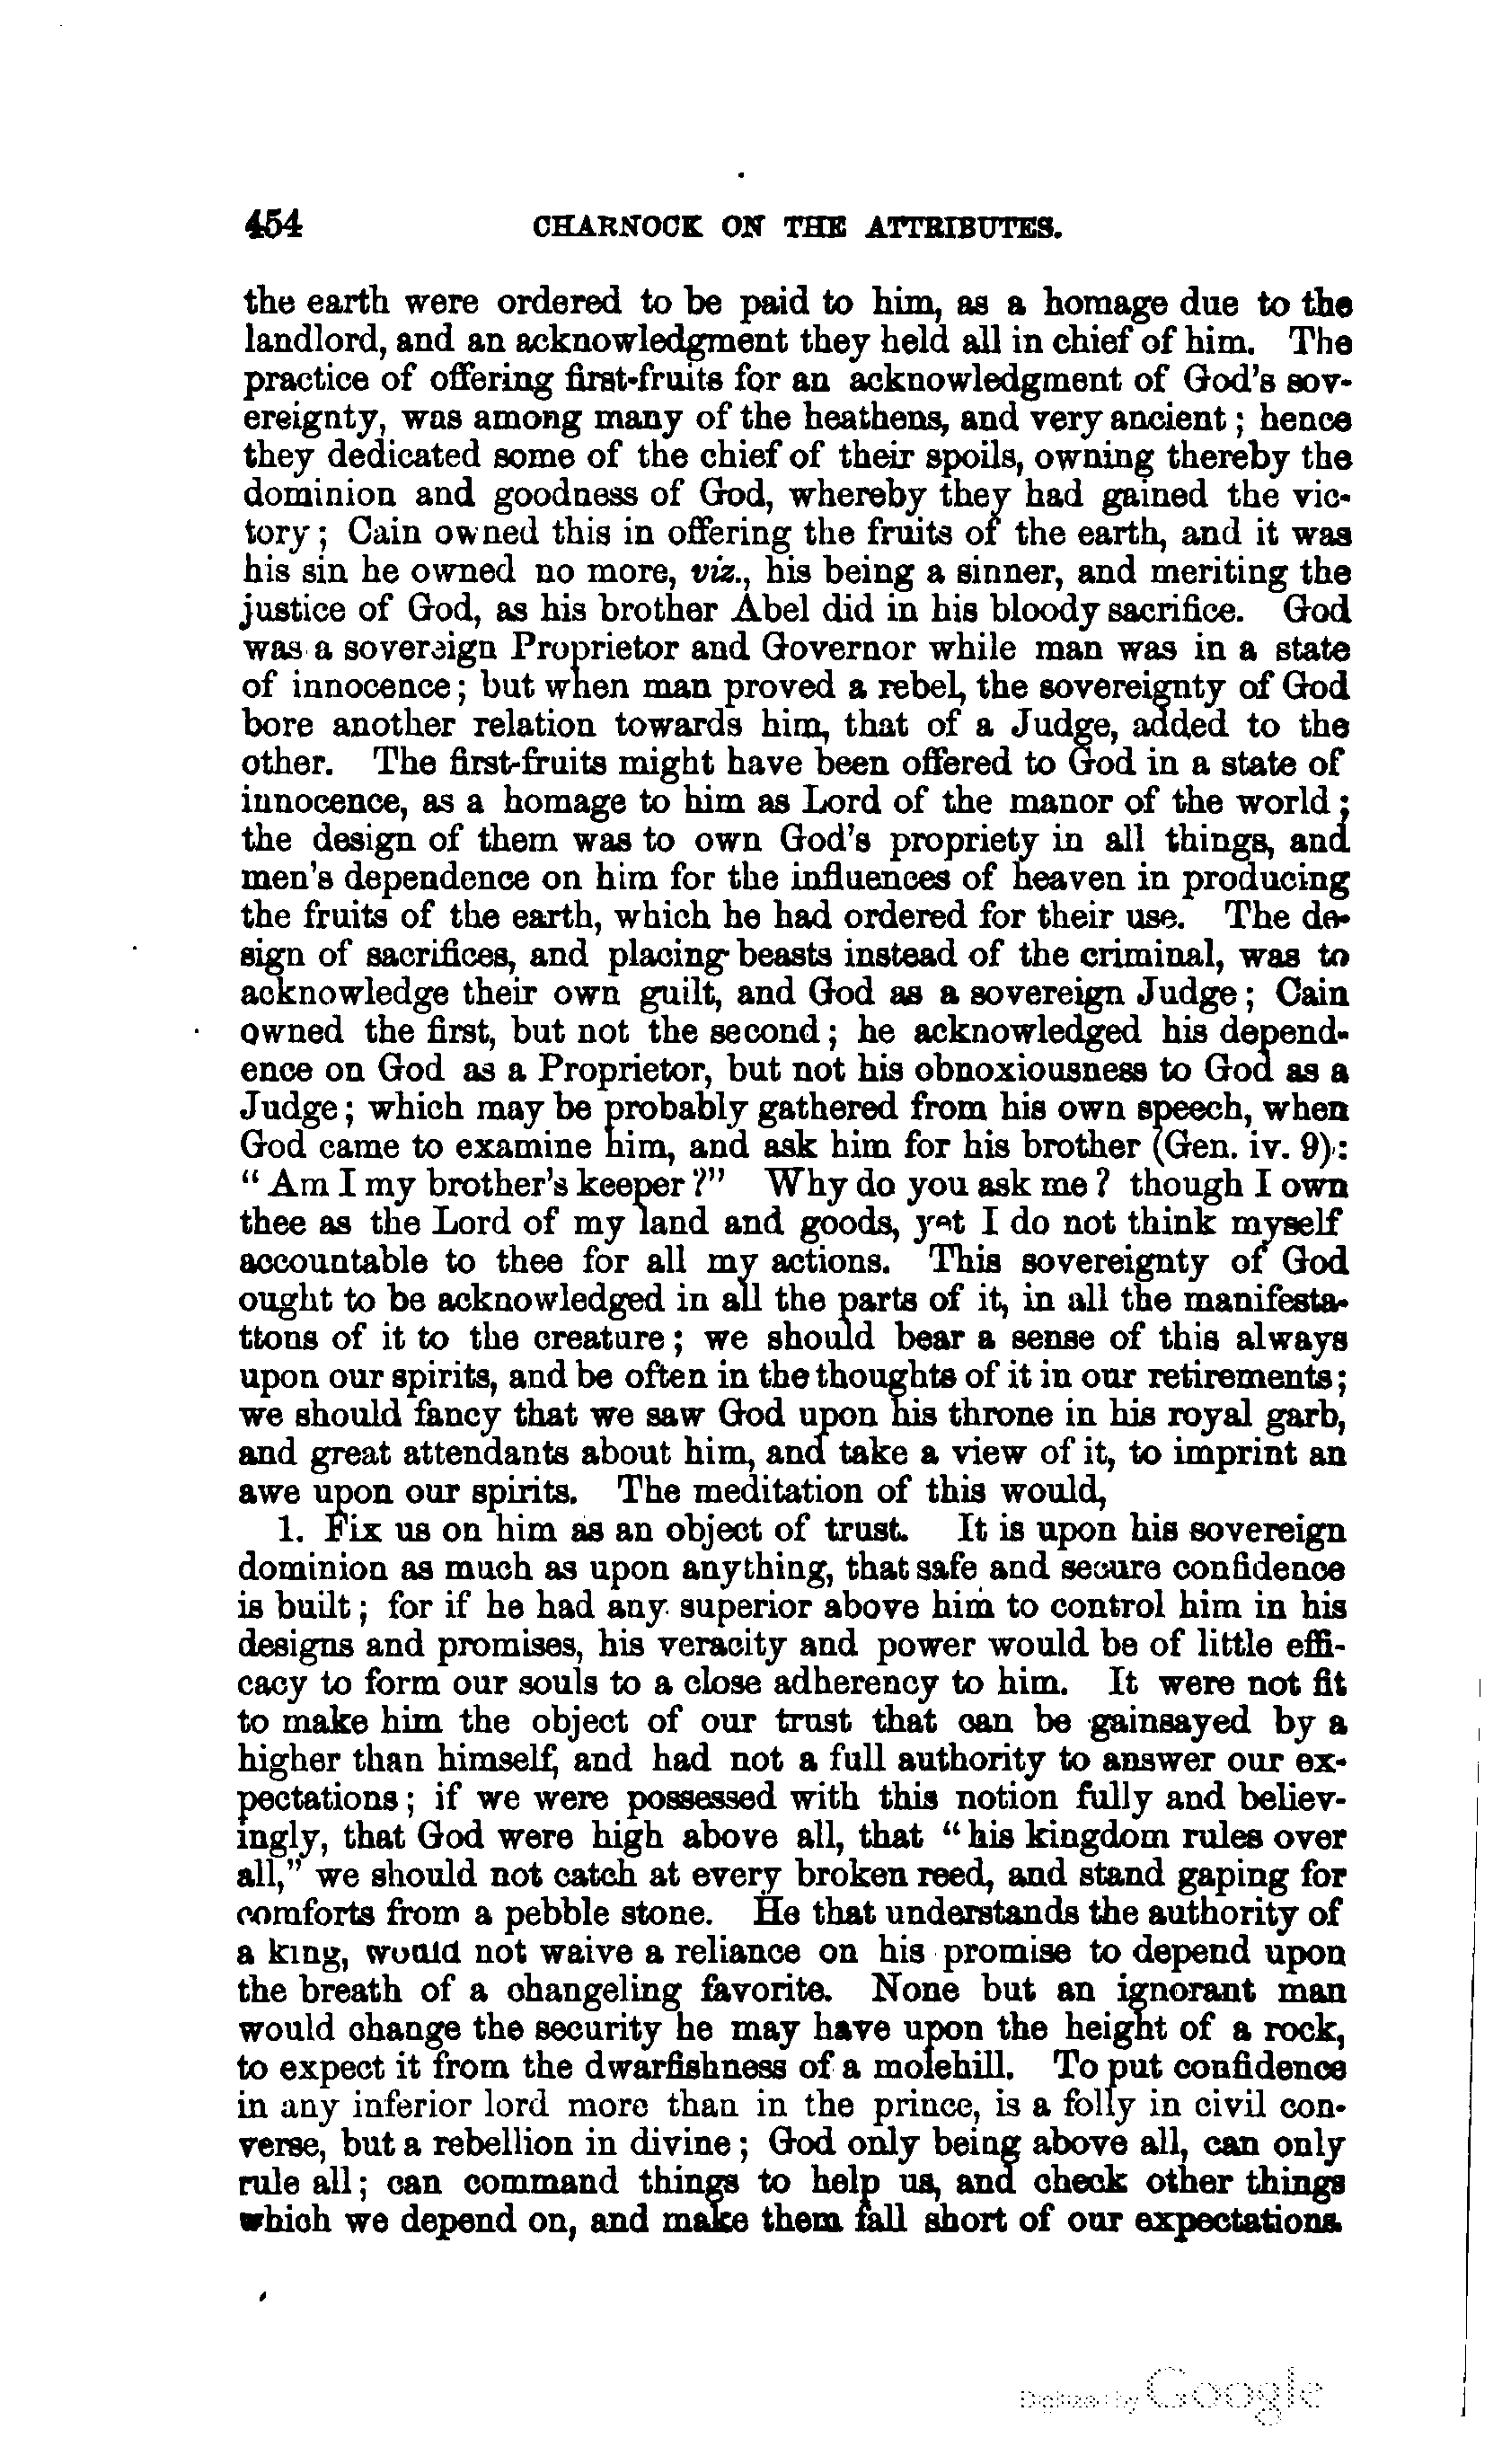 454 CHARNOCK ON THE ATTRIBUTES.
the earth were ordered to be paid to him, as a homage due to the
landlord, and an acknowledgment they held all in chief of him. The
practice of offering first-fruits for an acknowledgment of God's sov-
ereignty, was among many of the heathens, and very ancient; hence
they dedicated some of the chief of their spoils, owning thereby the
dominion and goodness of God, whereby they had gained the vic-
tory; Cain owned this in offering the fruits of the earth, and it was
his sin he owned no more, viz., his being a sinner, and meriting the
justice of God, as his brother Abel did in his bloody sacrifice. God
was a sovereign Proprietor and Governor while man was in a state
of innocence; but when man proved a rebel, the sovereignty of God
bore another relation towards him, that of a Judge, added to the
other. The first-fruits might have been offered to God in a state of
innocence, as a homage to him as Lord of the manor of the world;
the design of them was to own God's propriety in all things, and
men's dependence on him for the influences of heaven in producing
the fruits of the earth, which he had ordered for their use. The de-
sign of sacrifices, and placing beasts instead of the criminal, was to
acknowledge their own guilt, and God as a sovereign Judge; Cain
owned the first, but not the second; he acknowledged his depend-
ence on God as a Proprietor, but not his obnoxiousness to God as a
Judge; which may be probably gathered from his own speech, when
God came to examine him, and ask him for his brother (Gen. iv. 9):
"Am I my brother's keeper?" Why do you ask me? though I own
thee as the Lord of my land and goods, yet I do not think myself
accountable to thee for all my actions. This sovereignty of God
ought to be acknowledged in all the parts of it, in all the manifesta-
ttons of it to the creature; we should bear a sense of this always
upon our spirits, and be often in the thoughts of it in our retirements;
we should fancy that we saw God upon his throne in his royal garb,
and great attendants about him, and take a view of it, to imprint an
awe upon our spirits. The meditation of this would,
1. Fix us on him as an object of trust. It is upon his sovereign
dominion as much as upon anything, that safe and secure confidence
is built; for if he had any superior above him to control him in his
designs and promises, his veracity and power would be of little effi-
cacy to form our souls to a close adherency to him. It were not fit
to make him the object of our trust that can be gainsayed by a
higher than himself, and had not a full authority to answer our ex-
pectations; if we were possessed with this notion fully and believ-
ingly, that God were high above all, that "his kingdom rules over
all," we should not catch at every broken reed, and stand gaping for
comforts from a pebble stone. He that understands the authority of
a king, would not waive a reliance on his promise to depend upon
the breath of a changeling favorite. None but an ignorant man
would change the security he may have upon the height of a rock,
to expect it from the dwarfishness of a molehill. To put confidence
in any inferior lord more than in the prince, is a folly in civil con-
verse, but a rebellion in divine; God only being above all, can only
rule all; can command things to help us, and check other things
which we depend on, and make them fall short of our expectations.
Digitized by Google